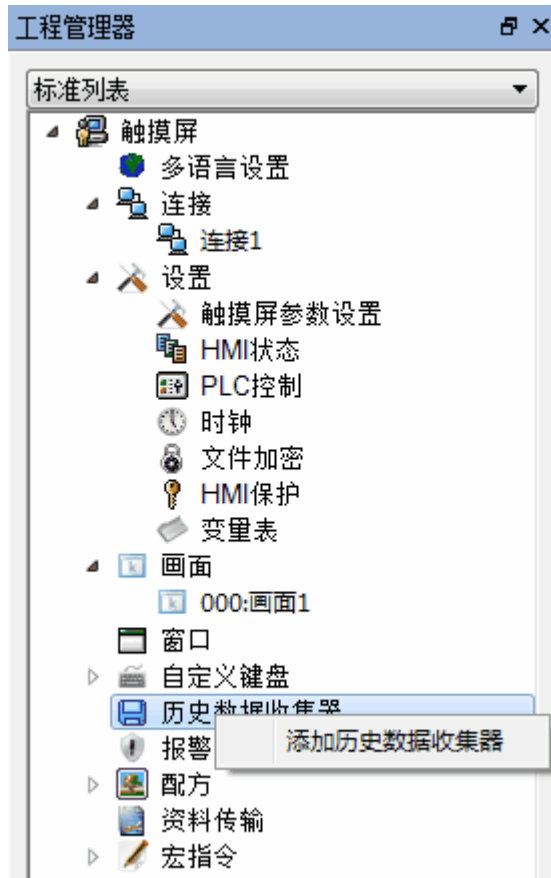 工程管理器
标准列表
触摸屏
多语言设置
连接
连接1
设置
触摸屏参数设置
HMI状态
PLC控制
时钟
文件加密
HMI保护
变量表
画面
000:画面1
窗口
自定义键盘
历史数据收集器
添加历史数据收集器
报警
配方
资料传输
宏指令